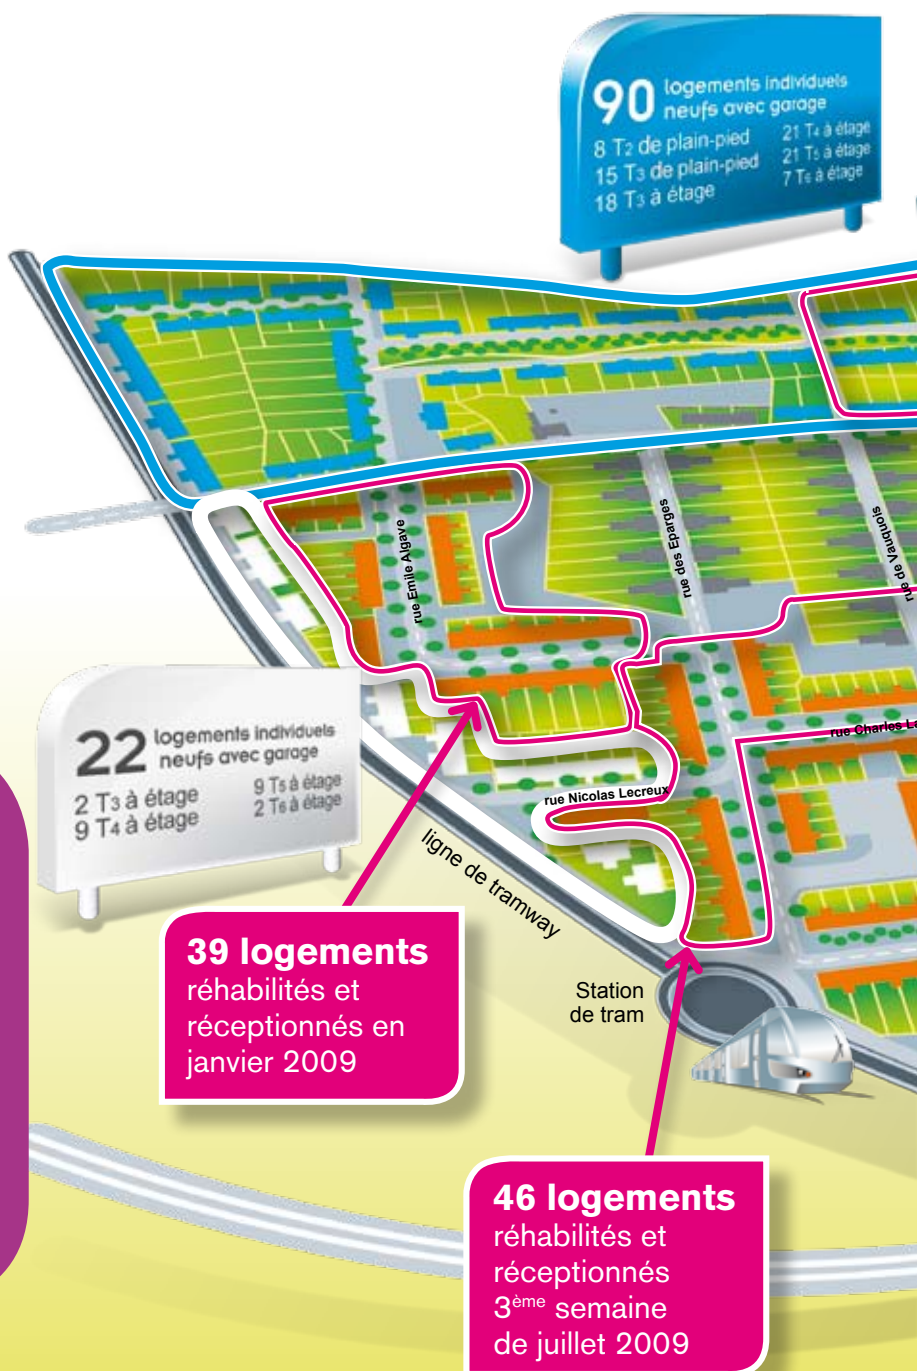 90 logements individuels
neufs avec garage
8 T2 de plain-pied
15 T3 de plain-pied
18 T3 à étage
21 T4 à étage
21 T5 à étage
7 T6 à étage
rue Emile Algave
rue des Eparges
rue de Vauquois
rue Charles La
rue Nicolas Lecreux
22 logements individuels
neufs avec garage
2 T3 à étage
9 T4 à étage
9 T5 à étage
2 T6 à étage
ligne de tramway
39 logements
réhabilités et
réceptionnés en
janvier 2009
Station
de tram
46 logements
réhabilités et
réceptionnés
3ème semaine
de juillet 2009